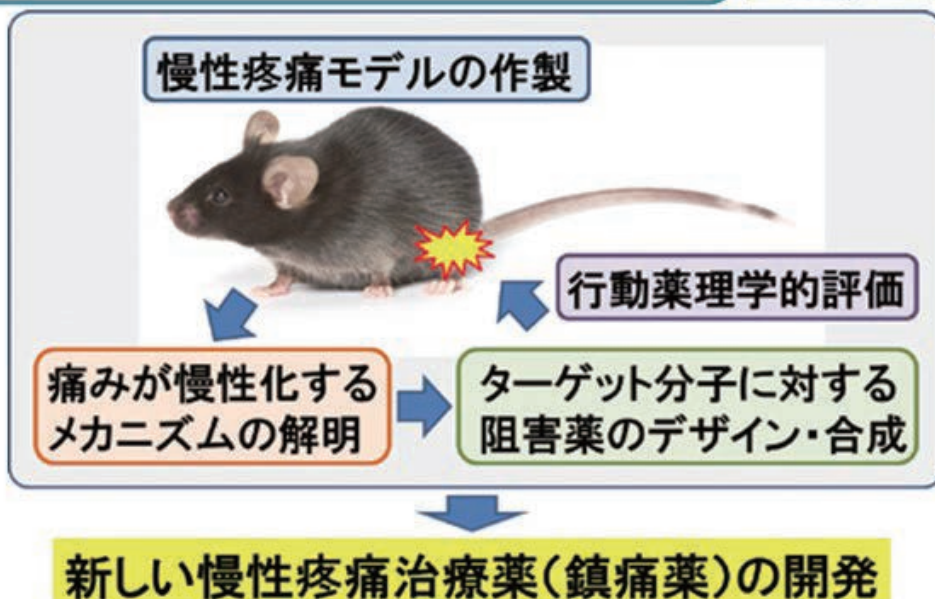 慢性疼痛モデルの作製
行動薬理学的評価
痛みが慢性化する
メカニズムの解明
ターゲット分子に対する
阻害薬のデザイン・合成
新しい慢性疼痛治療薬(鎮痛薬)の開発